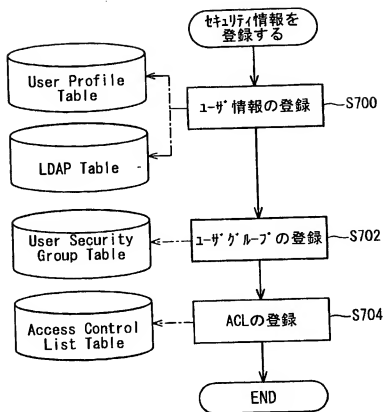 ｾｷｭﾘﾃｨ情報を
登録する
User Profile
Table
ﾕｰｻﾞ情報の登録
S700
LDAP Table
User Security
Group Table
ﾕｰｻﾞｸﾞﾙｰﾌﾟの登録
S702
Access Control
List Table
ACLの登録
S704
END